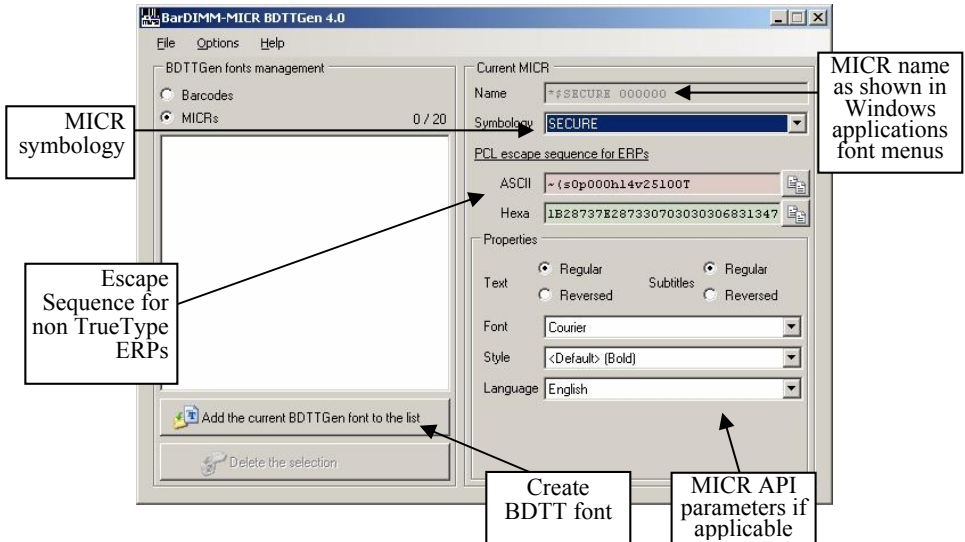 BarDIMM-MICR BDTTGen 4.0
File Options Help
BDTTGen fonts management
Barcodes
MICRs 0 / 20
Add the current BDTTGen font to the list
Delete the selection
Current MICR
Name *$SECURE 000000
Symbology SECURE
PCL escape sequence for ERPs
ASCII ~(s0p000h14v25100T
Hexa 1B28737E2873307030303068 31347
Properties
Text Regular Reversed
Subtitles Regular Reversed
Font Courier
Style <Default> (Bold)
Language English
MICR
symbology
Escape
Sequence for
non TrueType
ERPs
Create
BDTT font
MICR API
parameters if
applicable
MICR name
as shown in
Windows
applications
font menus